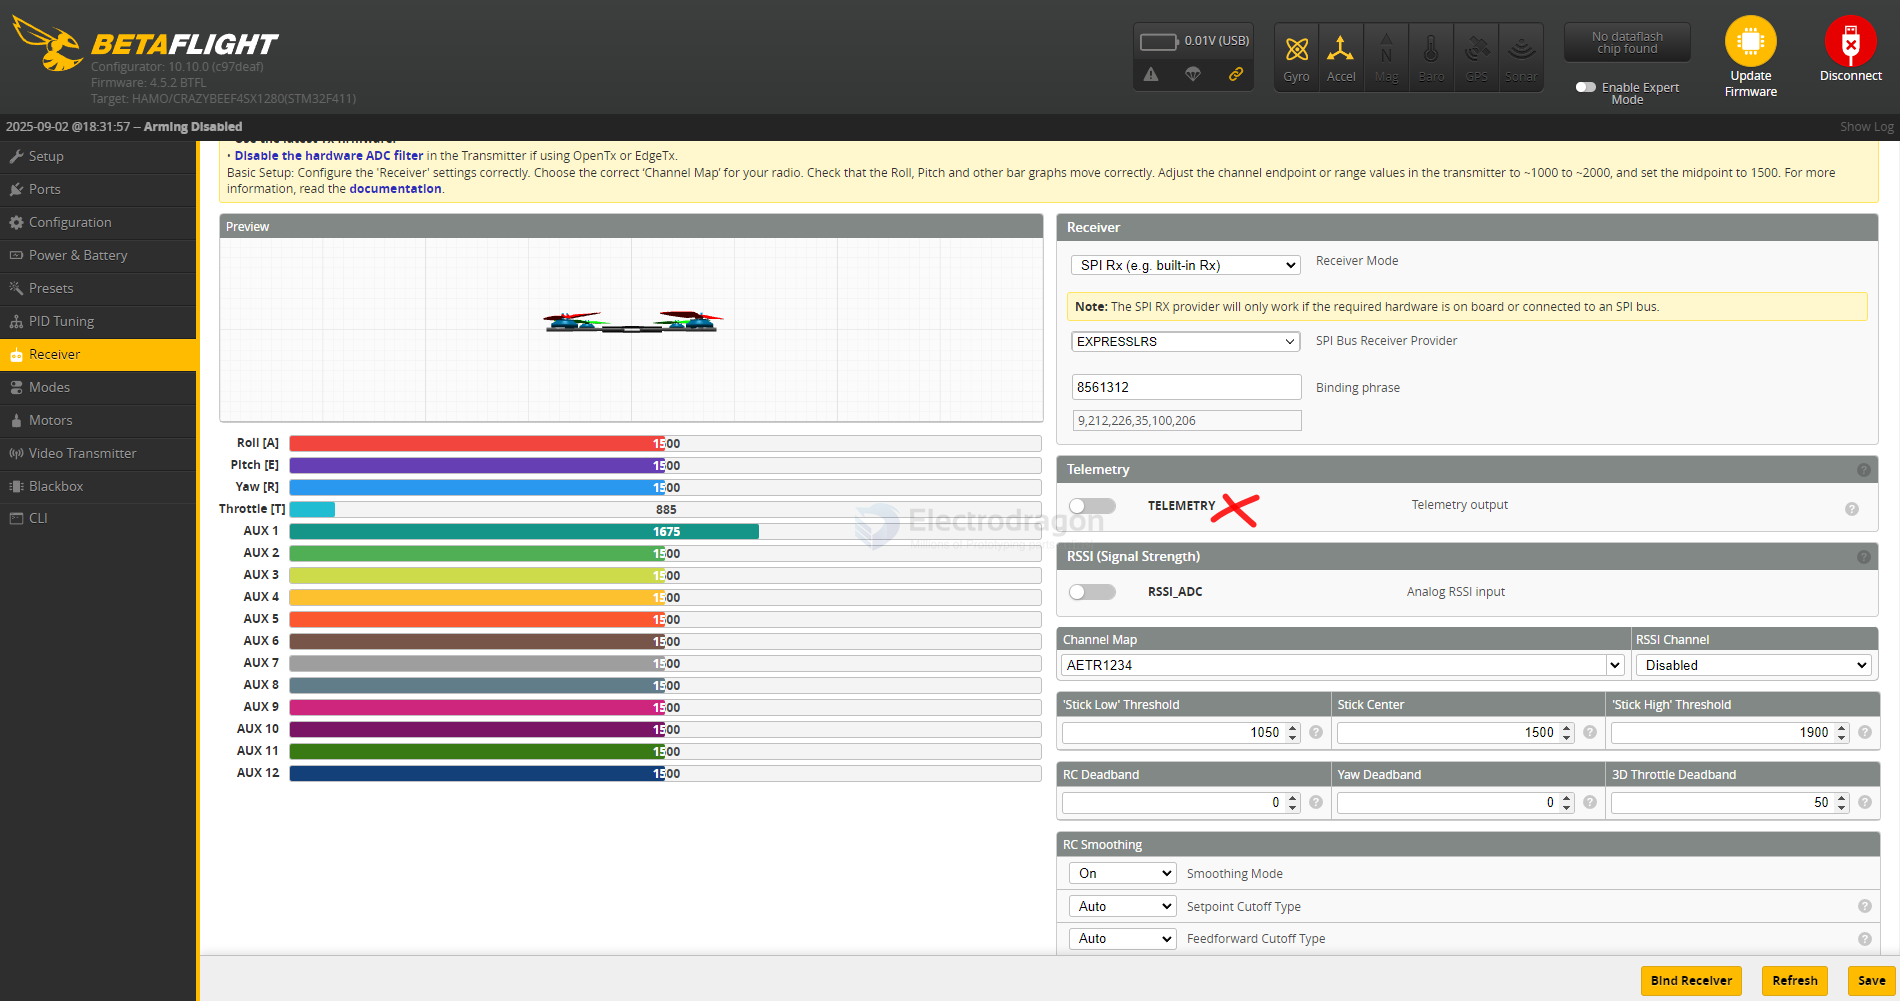 BETAFLIGHT
Configurator: 10.10.0 (c97deaf)
Firmware: 4.5.2 BTFL
Target: HAMO/CRAZYBEEF4SX1280(STM32F411)
0.01V (USB)
Gyro
Accel
Mag
Baro
GPS
Sonar
No dataflash
chip found
Enable Expert
Mode
Update
Firmware
Disconnect
2025-09-02 @18:31:57 -- Arming Disabled
Show Log
Setup
Ports
Configuration
Power & Battery
Presets
PID Tuning
Receiver
Modes
Motors
Video Transmitter
Blackbox
CLI
• Use the latest Tx firmware.
• Disable the hardware ADC filter in the Transmitter if using OpenTx or EdgeTx.
Basic Setup: Configure the 'Receiver' settings correctly. Choose the correct 'Channel Map' for your radio. Check that the Roll, Pitch and other bar graphs move correctly. Adjust the channel endpoint or range values in the transmitter to ~1000 to ~2000, and set the midpoint to 1500. For more
information, read the documentation.
Preview
Roll [A] 1500
Pitch [E] 1500
Yaw [R] 1500
Throttle [T] 885
AUX 1 1675
AUX 2 1500
AUX 3 1500
AUX 4 1500
AUX 5 1500
AUX 6 1500
AUX 7 1500
AUX 8 1500
AUX 9 1500
AUX 10 1500
AUX 11 1500
AUX 12 1500
Electrodragon
Receiver
SPI Rx (e.g. built-in Rx) Receiver Mode
Note: The SPI RX provider will only work if the required hardware is on board or connected to an SPI bus.
EXPRESSLRS SPI Bus Receiver Provider
8561312 Binding phrase
9,212,226,35,100,206
Telemetry
TELEMETRY Telemetry output
RSSI (Signal Strength)
RSSI_ADC Analog RSSI input
Channel Map RSSI Channel
AETR1234 Disabled
'Stick Low' Threshold Stick Center 'Stick High' Threshold
1050 1500 1900
RC Deadband Yaw Deadband 3D Throttle Deadband
0 0 50
RC Smoothing
On Smoothing Mode
Auto Setpoint Cutoff Type
Auto Feedforward Cutoff Type
Bind Receiver Refresh Save